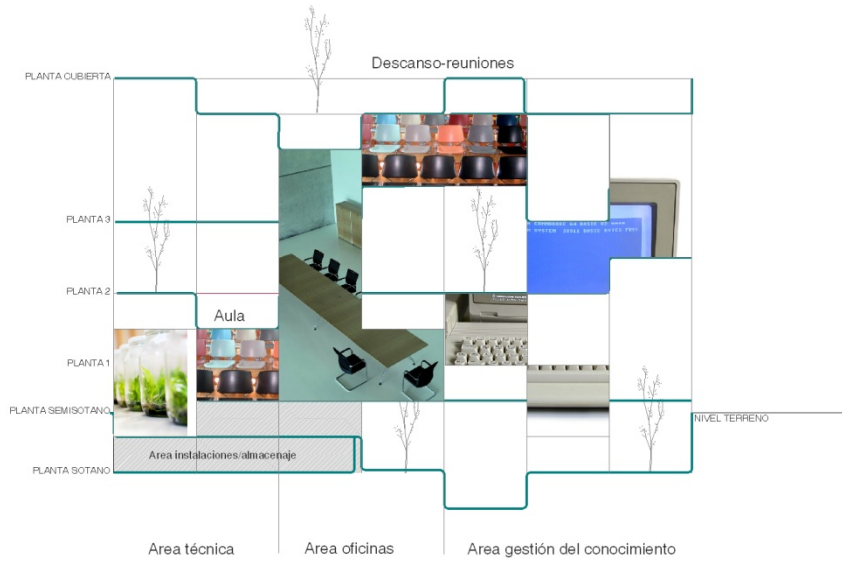 Descanso-reuniones
PLANTA CUBIERTA
PLANTA 3
PLANTA 2
Aula
PLANTA 1
PLANTA SEMISOTANO
NIVEL TERRENO
Area instalaciones/almacenaje
PLANTA SOTANO
Area técnica
Area oficinas
Area gestión del conocimiento